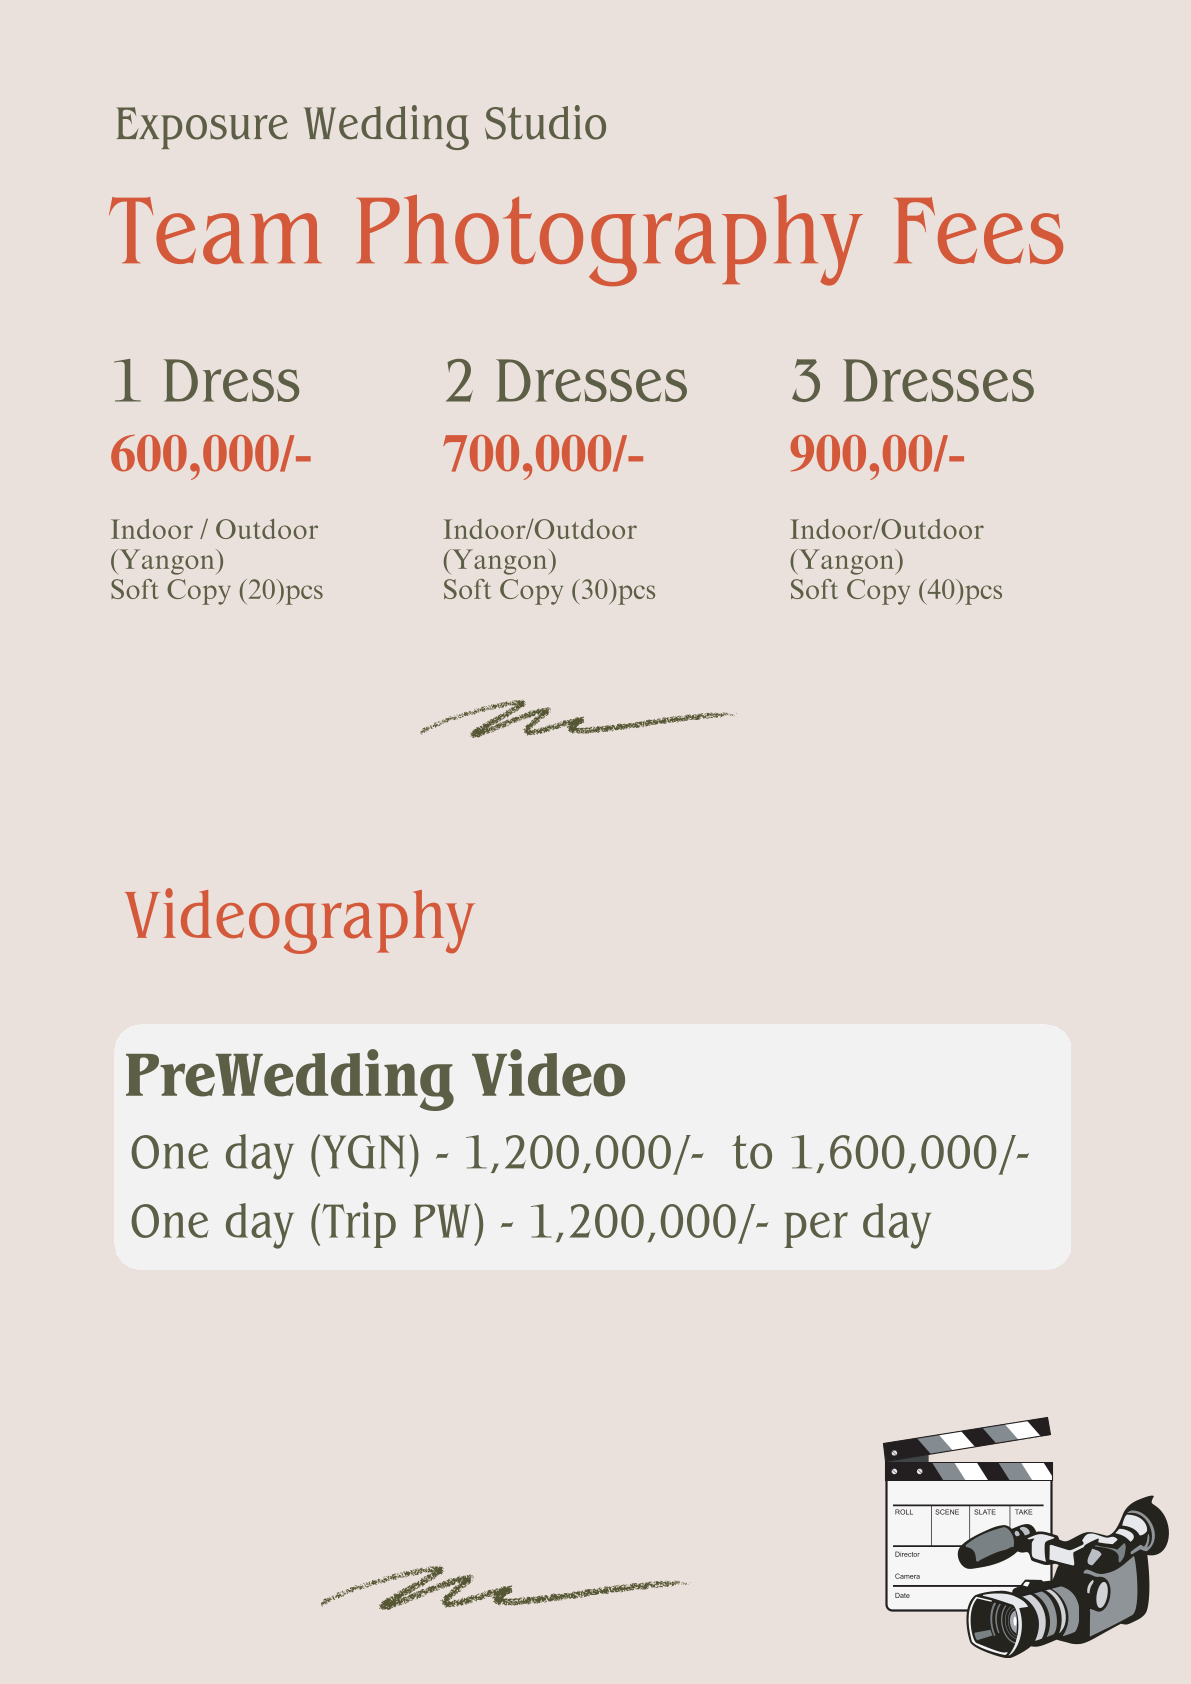 Exposure Wedding Studio
Team Photography Fees
1 Dress
600,000/-
Indoor / Outdoor
(Yangon)
Soft Copy (20)pcs
2 Dresses
700,000/-
Indoor/Outdoor
(Yangon)
Soft Copy (30)pcs
3 Dresses
900,00/-
Indoor/Outdoor
(Yangon)
Soft Copy (40)pcs
Videography
PreWedding Video
One day (YGN) - 1,200,000/- to 1,600,000/-
One day (Trip PW) - 1,200,000/- per day
ROLL SCENE SLATE TAKE
Director
Camera
Date